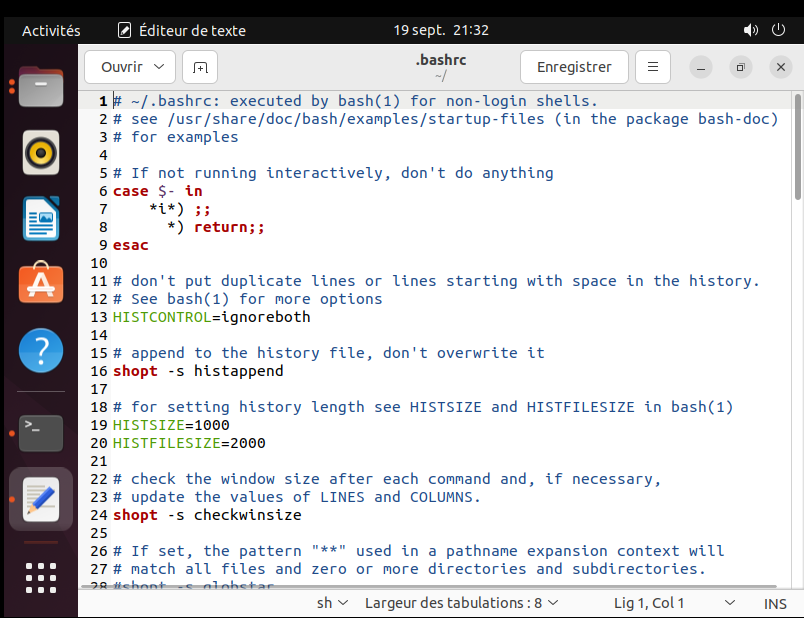 Activités Éditeur de texte 19 sept. 21:32
Ouvrir .bashrc Enregistrer
~/
1 # ~/.bashrc: executed by bash(1) for non-login shells.
2 # see /usr/share/doc/bash/examples/startup-files (in the package bash-doc)
3 # for examples
4
5 # If not running interactively, don't do anything
6 case $- in
7     *i*) ;;
8       *) return;;
9 esac
10
11 # don't put duplicate lines or lines starting with space in the history.
12 # See bash(1) for more options
13 HISTCONTROL=ignoreboth
14
15 # append to the history file, don't overwrite it
16 shopt -s histappend
17
18 # for setting history length see HISTSIZE and HISTFILESIZE in bash(1)
19 HISTSIZE=1000
20 HISTFILESIZE=2000
21
22 # check the window size after each command and, if necessary,
23 # update the values of LINES and COLUMNS.
24 shopt -s checkwinsize
25
26 # If set, the pattern "**" used in a pathname expansion context will
27 # match all files and zero or more directories and subdirectories.
28 #shopt -s globstar
sh Largeur des tabulations : 8 Lig 1, Col 1 INS